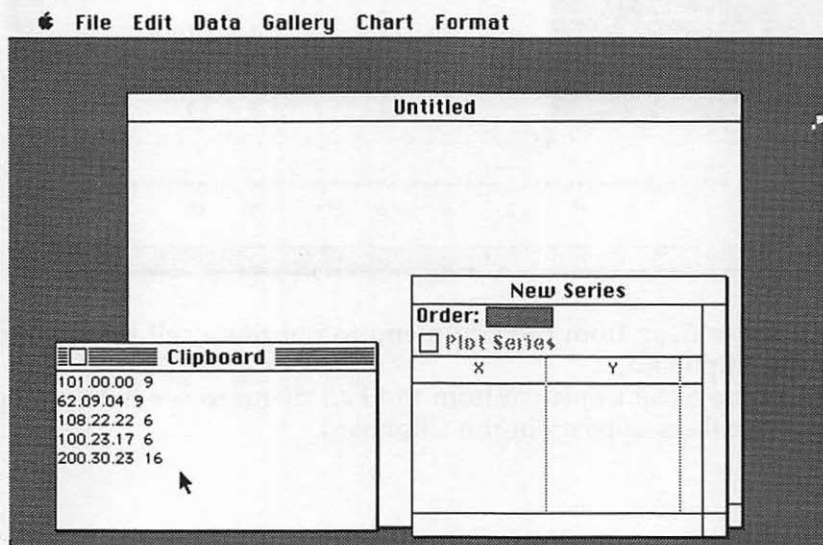 File Edit Data Gallery Chart Format
Untitled
New Series
Order:
Plot Series
X Y
Clipboard
101.00.00 9
62.09.04 9
108.22.22 6
100.23.17 6
200.30.23 16